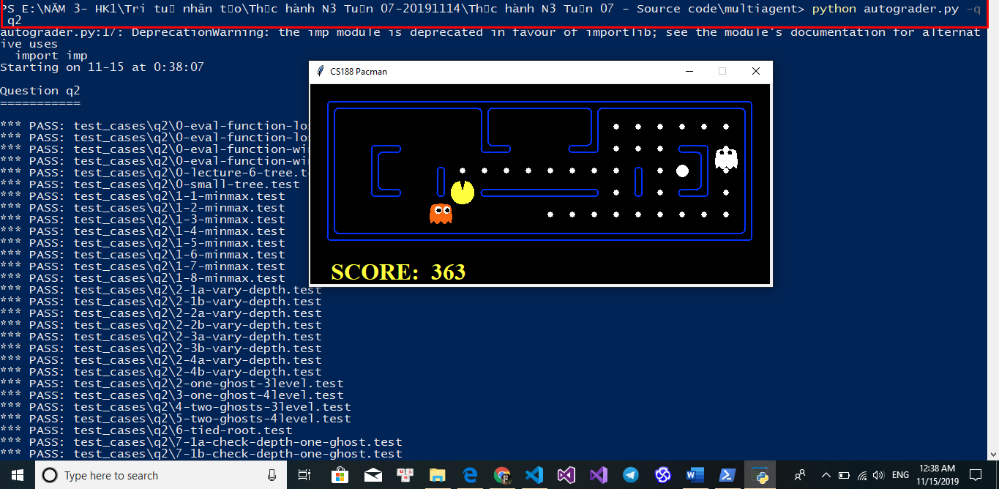 PS E:\NĂM 3- HK1\Trí tuệ nhân tạo\Thực hành N3 Tuần 07-20191114\Thực hành N3 Tuần 07 - Source code\multiagent> python autograder.py -q
q2
autograder.py:17: DeprecationWarning: the imp module is deprecated in favour of importlib; see the module's documentation for alternat
ive uses
import imp
Starting on 11-15 at 0:38:07
Question q2
===========
*** PASS: test_cases\q2\0-eval-function-lo
*** PASS: test_cases\q2\0-eval-function-lo
*** PASS: test_cases\q2\0-eval-function-wi
*** PASS: test_cases\q2\0-eval-function-wi
*** PASS: test_cases\q2\0-lecture-6-tree.t
*** PASS: test_cases\q2\0-small-tree.test
*** PASS: test_cases\q2\1-1-minmax.test
*** PASS: test_cases\q2\1-2-minmax.test
*** PASS: test_cases\q2\1-3-minmax.test
*** PASS: test_cases\q2\1-4-minmax.test
*** PASS: test_cases\q2\1-5-minmax.test
*** PASS: test_cases\q2\1-6-minmax.test
*** PASS: test_cases\q2\1-7-minmax.test
*** PASS: test_cases\q2\1-8-minmax.test
*** PASS: test_cases\q2\2-1a-vary-depth.test
*** PASS: test_cases\q2\2-1b-vary-depth.test
*** PASS: test_cases\q2\2-2a-vary-depth.test
*** PASS: test_cases\q2\2-2b-vary-depth.test
*** PASS: test_cases\q2\2-3a-vary-depth.test
*** PASS: test_cases\q2\2-3b-vary-depth.test
*** PASS: test_cases\q2\2-4a-vary-depth.test
*** PASS: test_cases\q2\2-4b-vary-depth.test
*** PASS: test_cases\q2\2-one-ghost-3level.test
*** PASS: test_cases\q2\3-one-ghost-4level.test
*** PASS: test_cases\q2\4-two-ghosts-3level.test
*** PASS: test_cases\q2\5-two-ghosts-4level.test
*** PASS: test_cases\q2\6-tied-root.test
*** PASS: test_cases\q2\7-1a-check-depth-one-ghost.test
*** PASS: test_cases\q2\7-1b-check-depth-one-ghost.test
CS188 Pacman
SCORE: 363
Type here to search
ENG
12:38 AM
11/15/2019